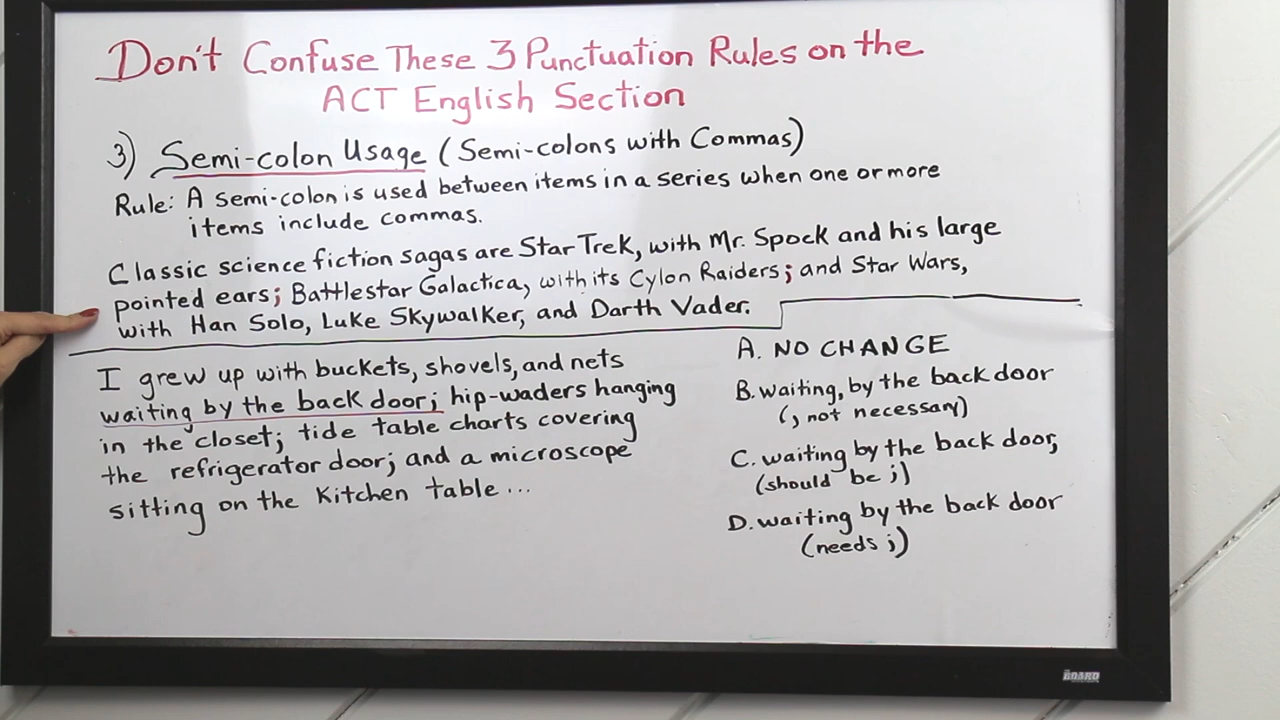 Don't Confuse These 3 Punctuation Rules on the
ACT English Section
3) Semi-colon Usage (Semi-colons with Commas)
Rule: A semi-colon is used between items in a series when one or more
items include commas.
Classic science fiction sagas are Star Trek, with Mr. Spock and his large
pointed ears; Battlestar Galactica, with its Cylon Raiders; and Star Wars,
with Han Solo, Luke Skywalker, and Darth Vader.
I grew up with buckets, shovels, and nets
waiting by the back door; hip-waders hanging
in the closet; tide table charts covering
the refrigerator door; and a microscope
sitting on the kitchen table...
A. NO CHANGE
B. waiting, by the back door
(, not necessary)
C. waiting by the back door,
(should be ;)
D. waiting by the back door
(needs ;)
THE BOARD